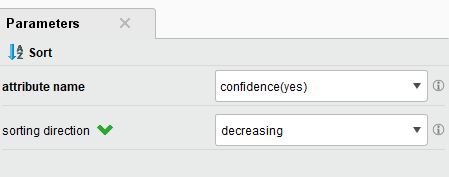 Parameters
Sort
attribute name confidence(yes)
sorting direction decreasing